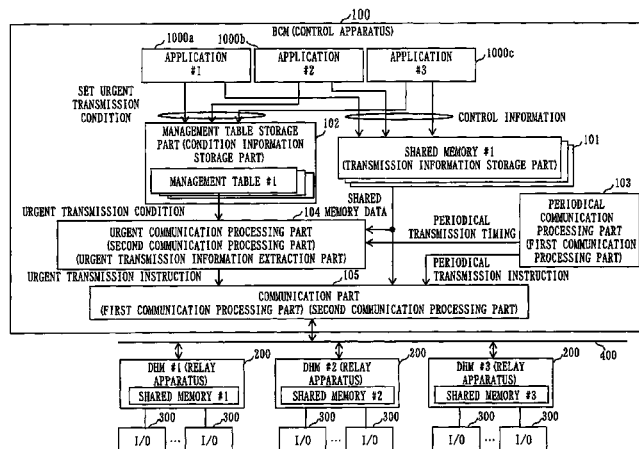 100
BCM (CONTROL APPARATUS)
1000a
1000b
1000c
APPLICATION
#1
APPLICATION
#2
APPLICATION
#3
SET URGENT
TRANSMISSION
CONDITION
102
CONTROL INFORMATION
MANAGEMENT TABLE STORAGE
PART (CONDITION INFORMATION
STORAGE PART)
MANAGEMENT TABLE #1
101
SHARED MEMORY #1
(TRANSMISSION INFORMATION STORAGE PART)
103
PERIODICAL
COMMUNICATION
PROCESSING
PART
(FIRST COMMUNICATION
PROCESSING PART)
URGENT TRANSMISSION CONDITION
104
SHARED
MEMORY DATA
PERIODICAL
TRANSMISSION TIMING
URGENT COMMUNICATION PROCESSING PART
(SECOND COMMUNICATION PROCESSING PART)
(URGENT TRANSMISSION INFORMATION EXTRACTION PART)
URGENT TRANSMISSION INSTRUCTION
105
PERIODICAL
TRANSMISSION INSTRUCTION
COMMUNICATION PART
(FIRST COMMUNICATION PROCESSING PART) (SECOND COMMUNICATION PROCESSING PART)
400
200
DHM #1 (RELAY
APPARATUS)
SHARED MEMORY #1
200
DHM #2 (RELAY
APPARATUS)
SHARED MEMORY #2
200
DHM #3 (RELAY
APPARATUS)
SHARED MEMORY #3
300
300
300
300
300
300
I/O ... I/O
I/O ... I/O
I/O ... I/O